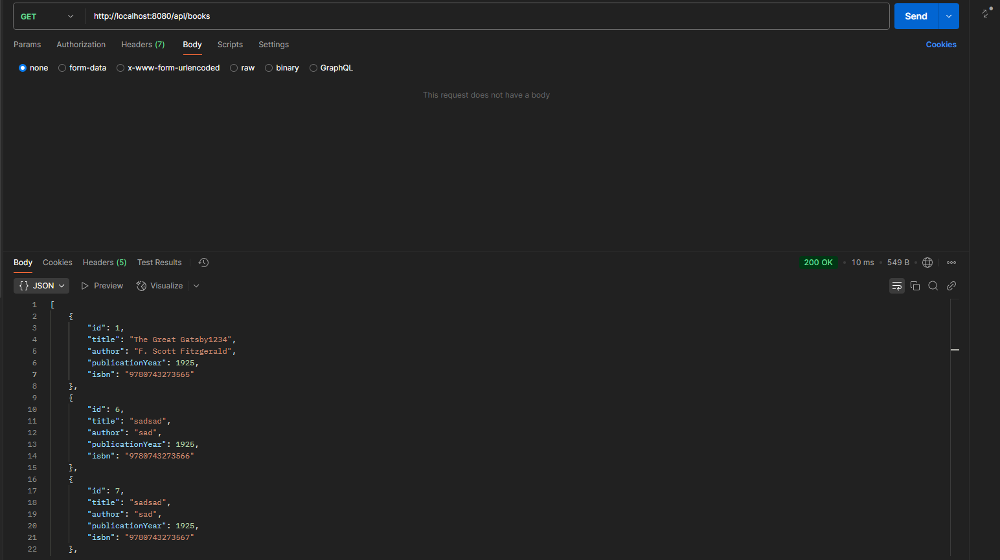 GET http://localhost:8080/api/books Send
Params Authorization Headers (7) Body Scripts Settings Cookies
none form-data x-www-form-urlencoded raw binary GraphQL
This request does not have a body
Body Cookies Headers (5) Test Results 200 OK • 10 ms • 549 B •
{} JSON Preview Visualize
1 [
2 {
3 "id": 1,
4 "title": "The Great Gatsby1234",
5 "author": "F. Scott Fitzgerald",
6 "publicationYear": 1925,
7 "isbn": "9780743273565"
8 },
9 {
10 "id": 6,
11 "title": "sadsad",
12 "author": "sad",
13 "publicationYear": 1925,
14 "isbn": "9780743273566"
15 },
16 {
17 "id": 7,
18 "title": "sadsad",
19 "author": "sad",
20 "publicationYear": 1925,
21 "isbn": "9780743273567"
22 },